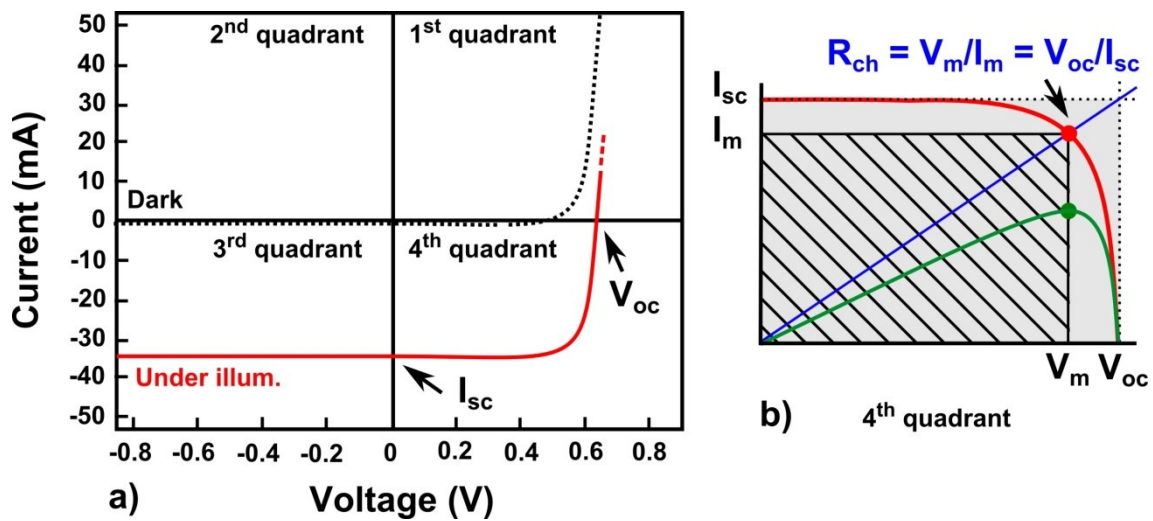 2nd quadrant
1st quadrant
Dark
3rd quadrant
4th quadrant
Voc
Under illum.
Isc
Current (mA)
50
40
30
20
10
0
-10
-20
-30
-40
-50
-0.8 -0.6 -0.4 -0.2 0 0.2 0.4 0.6 0.8
a)
Voltage (V)
Rch = Vm/Im = Voc/Isc
Isc
Im
Vm Voc
b)
4th quadrant